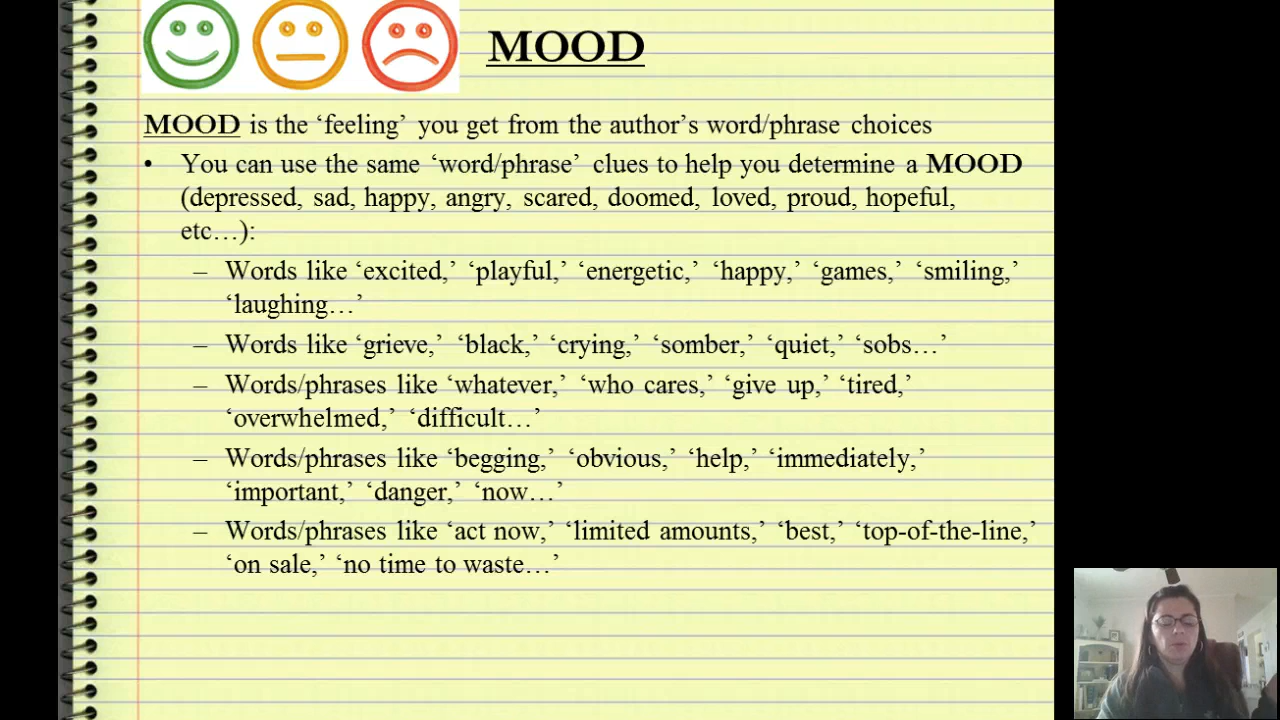 MOOD
MOOD is the ‘feeling’ you get from the author’s word/phrase choices
• You can use the same ‘word/phrase’ clues to help you determine a MOOD
(depressed, sad, happy, angry, scared, doomed, loved, proud, hopeful,
etc…):
– Words like ‘excited,’ ‘playful,’ ‘energetic,’ ‘happy,’ ‘games,’ ‘smiling,’
‘laughing…’
– Words like ‘grieve,’ ‘black,’ ‘crying,’ ‘somber,’ ‘quiet,’ ‘sobs…’
– Words/phrases like ‘whatever,’ ‘who cares,’ ‘give up,’ ‘tired,’
‘overwhelmed,’ ‘difficult…’
– Words/phrases like ‘begging,’ ‘obvious,’ ‘help,’ ‘immediately,’
‘important,’ ‘danger,’ ‘now…’
– Words/phrases like ‘act now,’ ‘limited amounts,’ ‘best,’ ‘top-of-the-line,’
‘on sale,’ ‘no time to waste…’